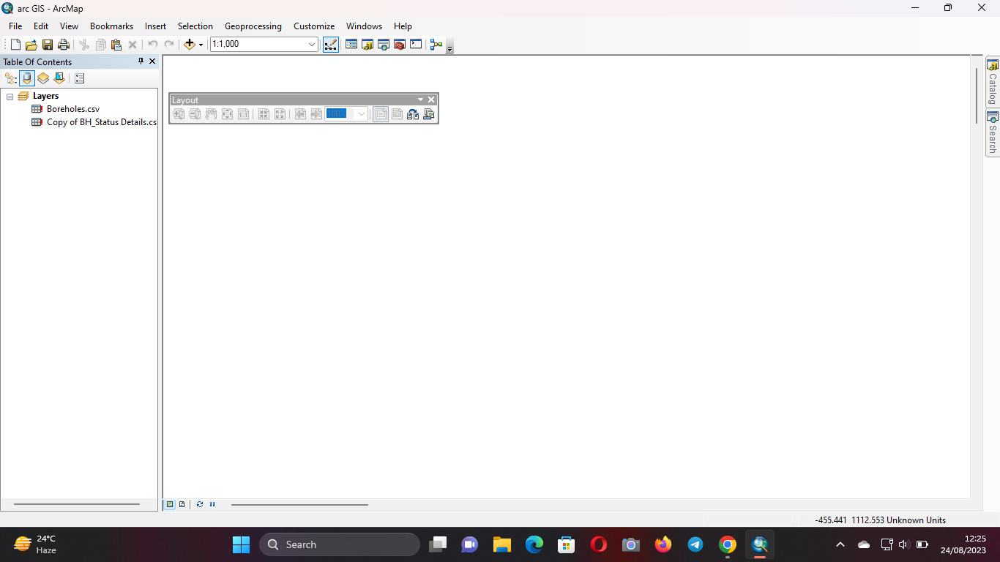 arc GIS - ArcMap
File Edit View Bookmarks Insert Selection Geoprocessing Customize Windows Help
1:1,000
Table Of Contents
Layers
Boreholes.csv
Copy of BH_Status Details.cs
Layout
1:1
100%
Catalog
Search
-455.441 1112.553 Unknown Units
24°C
Haze
Search
12:25
24/08/2023